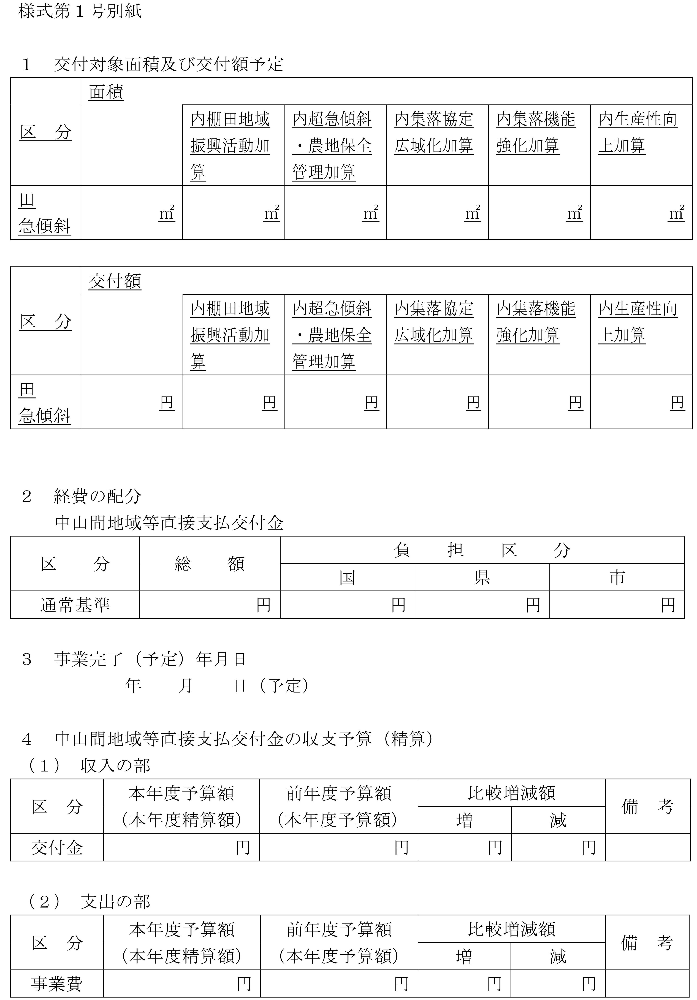 様式第１号別紙
１　交付対象面積及び交付額予定
面積
区　分
内棚田地域 内超急傾斜 内集落協定 内集落機能 内生産性向
振興活動加 ・農地保全 広域化加算 強化加算 上加算
算 管理加算
田
急傾斜
㎡ ㎡ ㎡ ㎡ ㎡ ㎡
交付額
区　分
内棚田地域 内超急傾斜 内集落協定 内集落機能 内生産性向
振興活動加 ・農地保全 広域化加算 強化加算 上加算
算 管理加算
田
急傾斜
円 円 円 円 円 円
２　経費の配分
中山間地域等直接支払交付金
区　　分 総　　額 負　　担　　区　　分
国 県 市
通常基準 円 円 円 円
３　事業完了（予定）年月日
年　　月　　日（予定）
４　中山間地域等直接支払交付金の収支予算（精算）
（１）　収入の部
区　分 本年度予算額 前年度予算額 比較増減額 備　考
（本年度精算額） （本年度予算額） 増 減
交付金 円 円 円 円
（２）　支出の部
区　分 本年度予算額 前年度予算額 比較増減額 備　考
（本年度精算額） （本年度予算額） 増 減
事業費 円 円 円 円